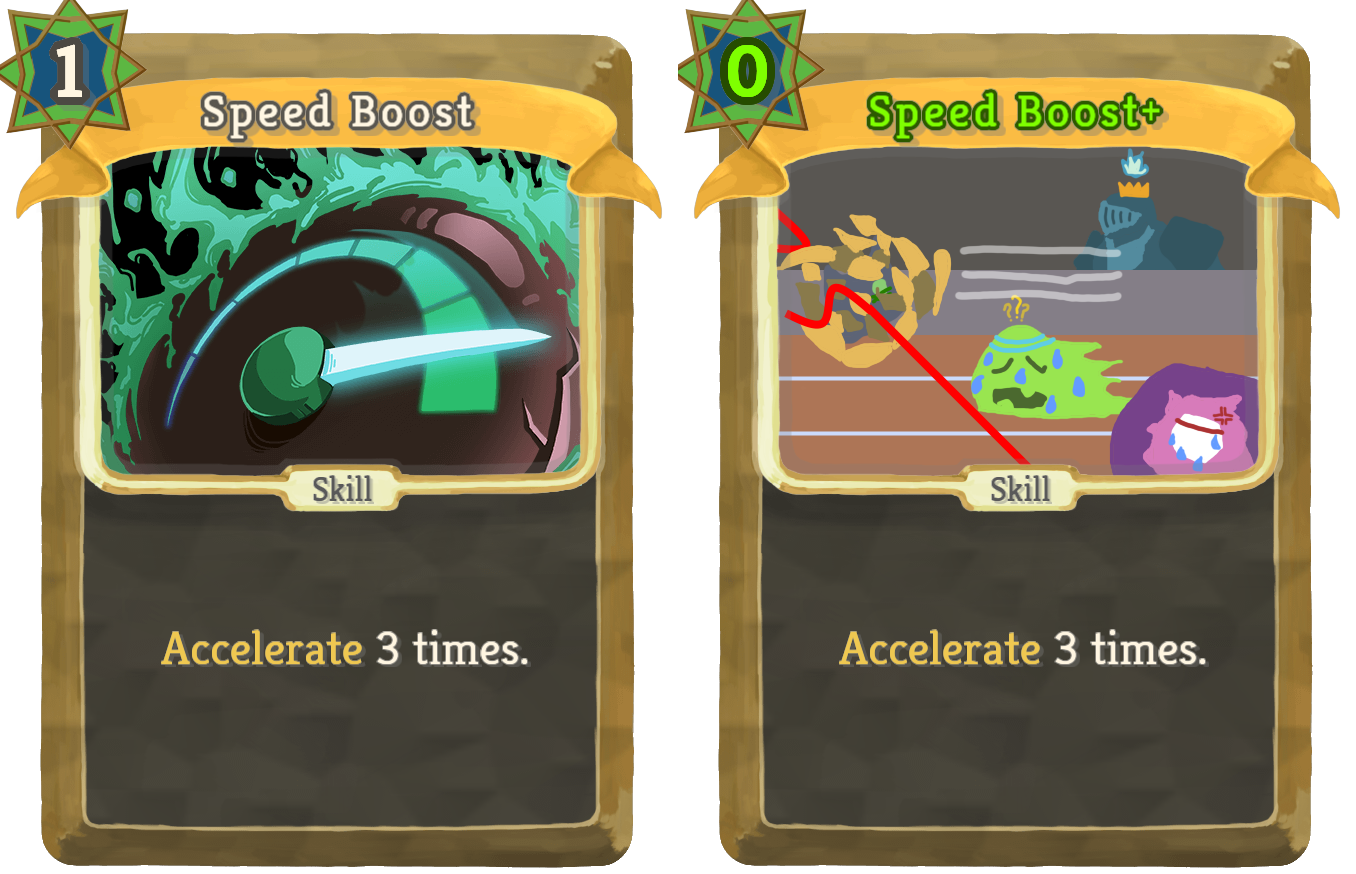 1
Speed Boost
Skill
Accelerate 3 times.
0
Speed Boost+
???
Skill
Accelerate 3 times.